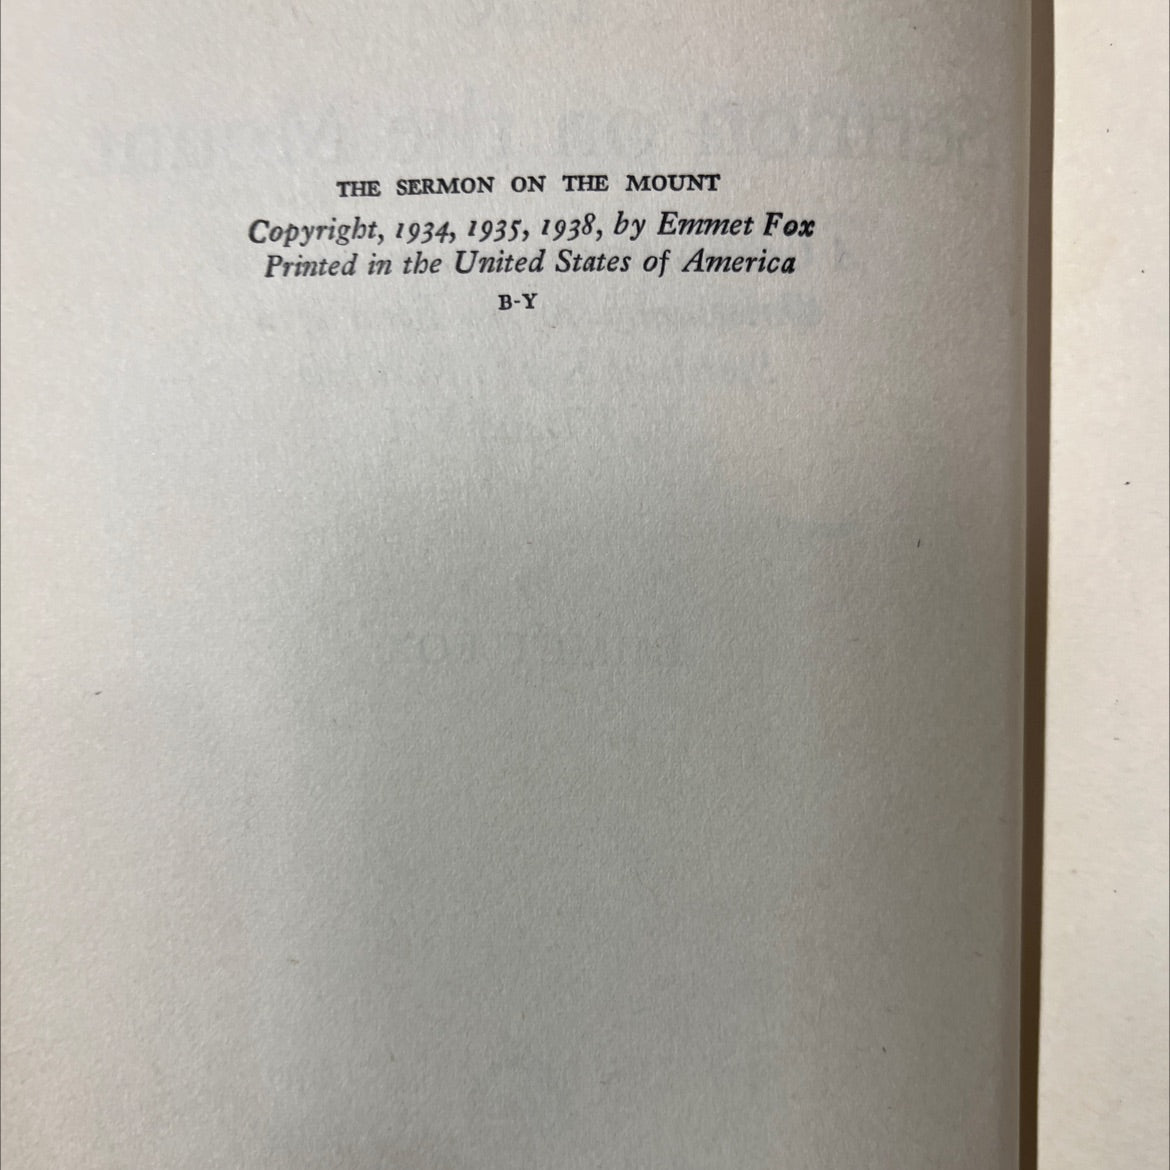 THE SERMON ON THE MOUNT
Copyright, 1934, 1935, 1938, by Emmet Fox
Printed in the United States of America
B-Y